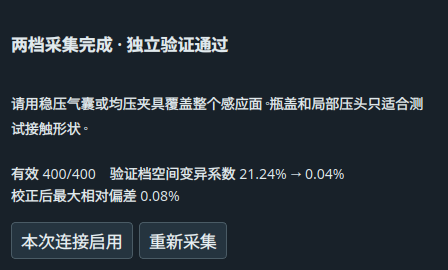 两档采集完成 · 独立验证通过
请用稳压气囊或均压夹具覆盖整个感应面。瓶盖和局部压头只适合测
试接触形状。
有效 400/400 验证档空间变异系数 21.24% → 0.04%
校正后最大相对偏差 0.08%
本次连接启用 重新采集